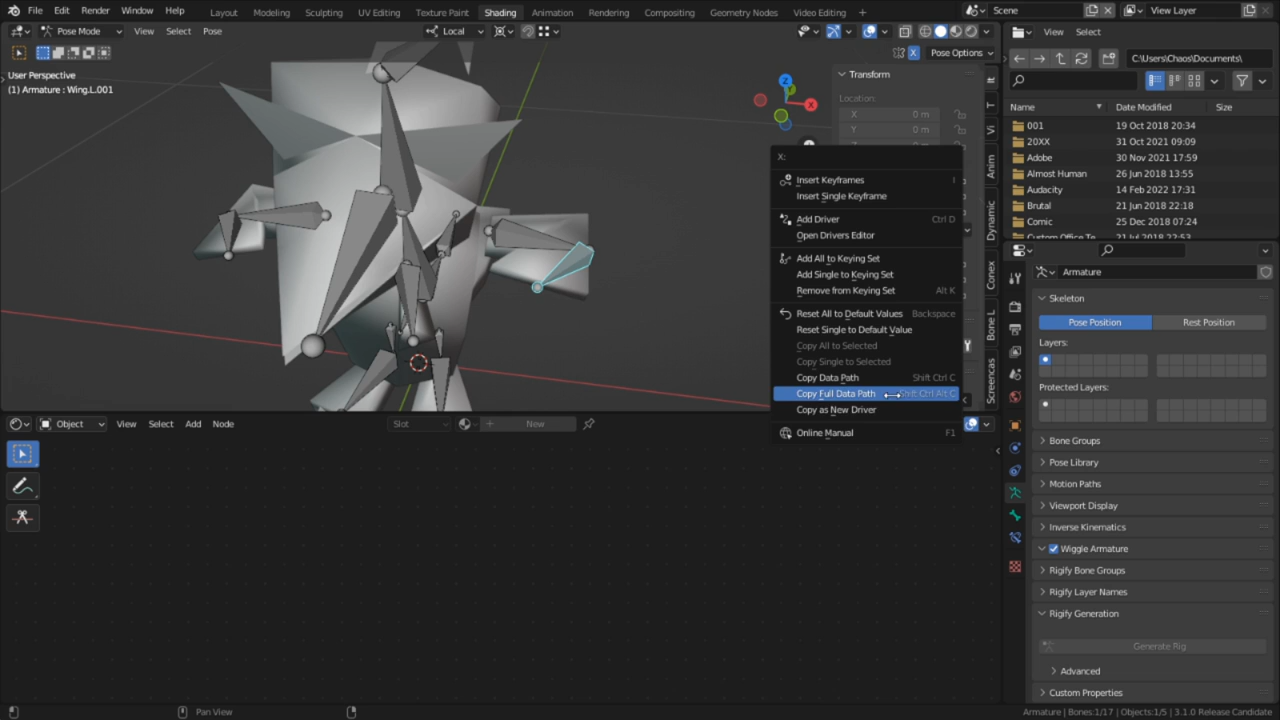 File Edit Render Window Help Layout Modeling Sculpting UV Editing Texture Paint Shading Animation Rendering Compositing Geometry Nodes Video Editing + Scene View Layer
Pose Mode View Select Pose Local View Select
X Pose Options
User Perspective
(1) Armature : Wing.L.001
C:\Users\Chaos\Documents\
Name Date Modified Size
001 19 Oct 2018 20:34
20XX 31 Oct 2021 09:09
Adobe 30 Nov 2021 17:59
Almost Human 26 Jun 2018 13:55
Audacity 14 Feb 2022 17:31
Brutal 21 Jun 2018 22:18
Comic 25 Dec 2018 07:24
Z
Y
X
Transform
Location:
X 0 m
Y 0 m
T
Vi
Anim
Dynamic
Conex
Bone L
Screencas
X:
Insert Keyframes I
Insert Single Keyframe
Add Driver Ctrl D
Open Drivers Editor
Add All to Keying Set
Add Single to Keying Set
Remove from Keying Set Alt K
Reset All to Default Values Backspace
Reset Single to Default Value
Copy All to Selected
Copy Single to Selected
Copy Data Path Shift Ctrl C
Copy Full Data Path Shift Ctrl Alt C
Copy as New Driver
Online Manual F1
Armature
Skeleton
Pose Position Rest Position
Layers:
Protected Layers:
Bone Groups
Pose Library
Motion Paths
Viewport Display
Inverse Kinematics
Wiggle Armature
Rigify Bone Groups
Rigify Layer Names
Rigify Generation
Generate Rig
Advanced
Custom Properties
Object View Select Add Node Slot + New
Pan View
Armature | Bones:1/17 | Objects:1/5 | 3.1.0 Release Candidate